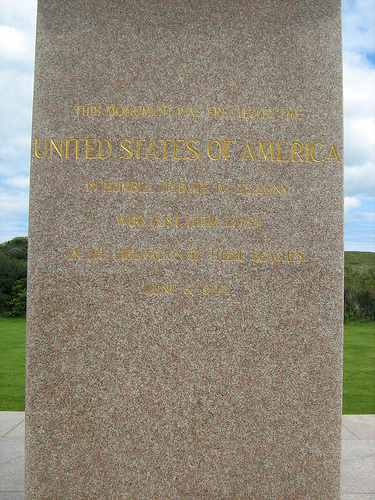 THIS MONUMENT WAS ERECTED BY THE
UNITED STATES OF AMERICA
IN HUMBLE TRIBUTE TO ITS SONS
WHO LOST THEIR LIVES
IN THE LIBERATION OF THESE BEACHES
JUNE 6, 1944